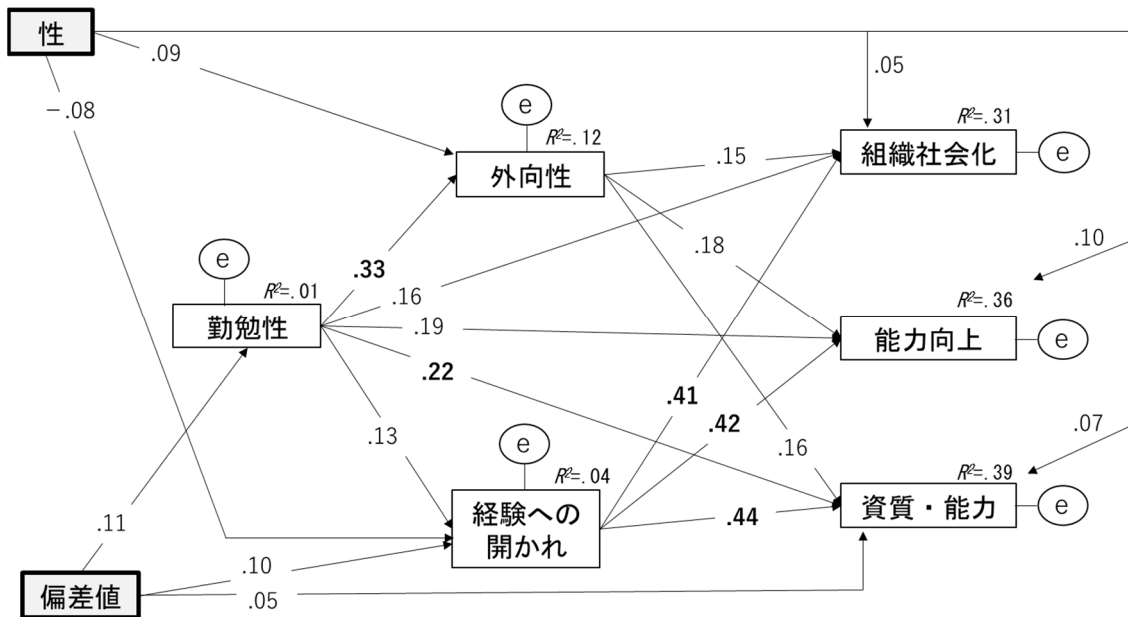 性
.09
.05
−.08
e
R²=.12
外向性
R²=.31
組織社会化
e
.15
.18
.10
e
R²=.01
勤勉性
.33
.16
.19
.22
R²=.36
能力向上
e
.13
.41
.42
.16
.07
e
R²=.04
経験への
開かれ
.44
R²=.39
資質・能力
e
.11
偏差値
.10
.05